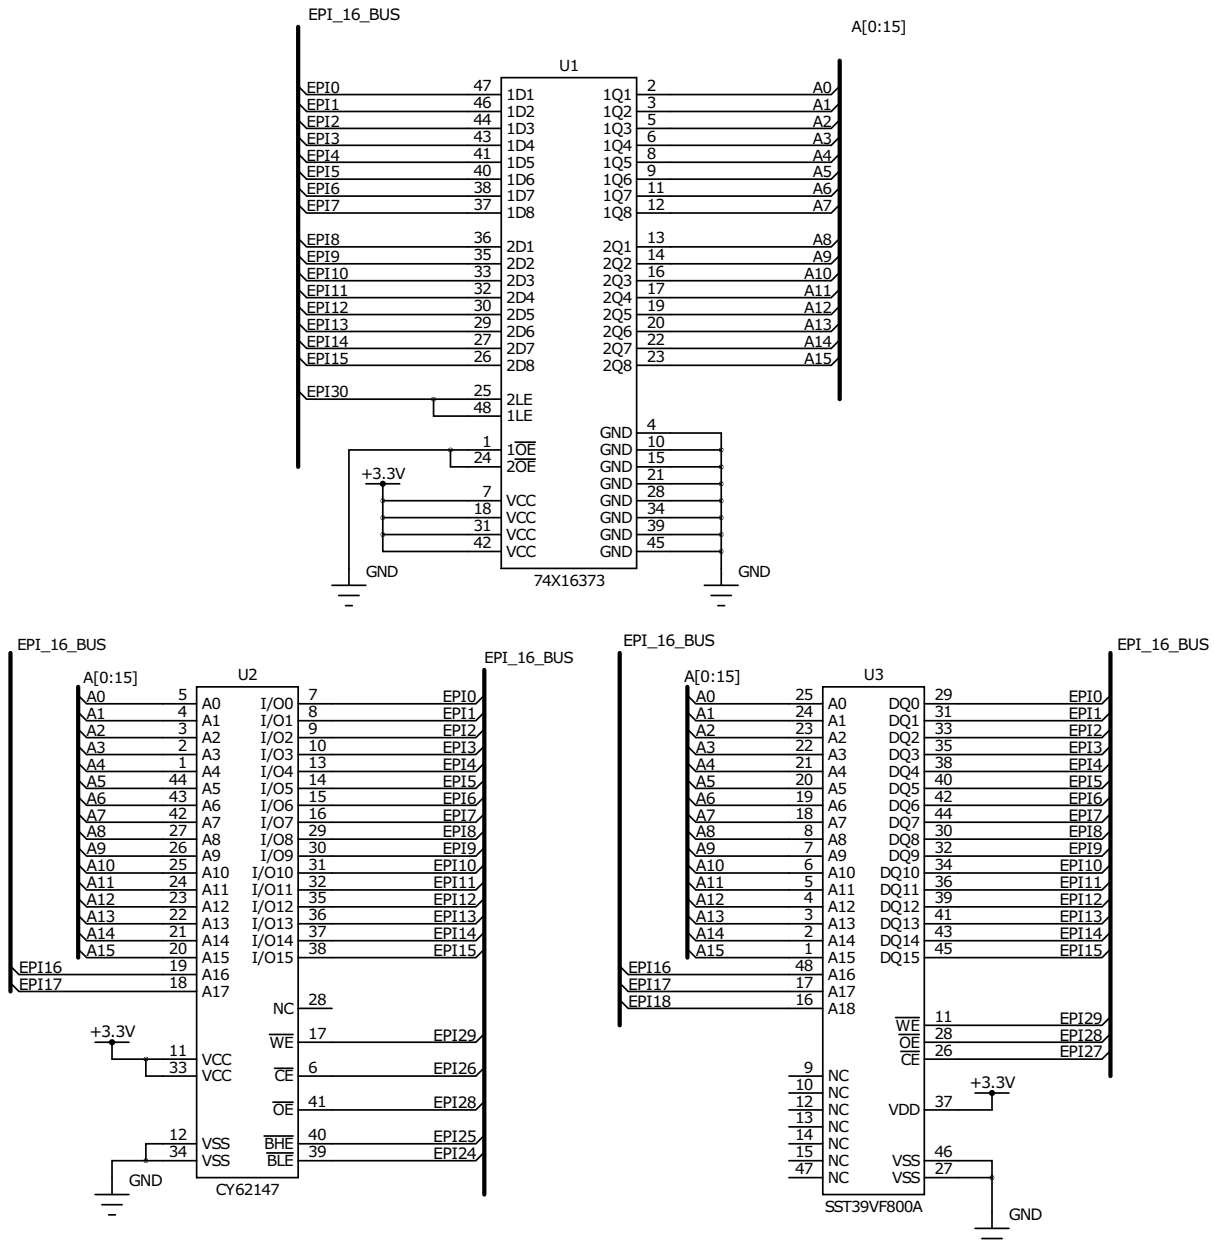 EPI_16_BUS
A[0:15]
U1
EPI0 47 1D1 1Q1 2 A0
EPI1 46 1D2 1Q2 3 A1
EPI2 44 1D3 1Q3 5 A2
EPI3 43 1D4 1Q4 6 A3
EPI4 41 1D5 1Q5 8 A4
EPI5 40 1D6 1Q6 9 A5
EPI6 38 1D7 1Q7 11 A6
EPI7 37 1D8 1Q8 12 A7
EPI8 36 2D1 2Q1 13 A8
EPI9 35 2D2 2Q2 14 A9
EPI10 33 2D3 2Q3 16 A10
EPI11 32 2D4 2Q4 17 A11
EPI12 30 2D5 2Q5 19 A12
EPI13 29 2D6 2Q6 20 A13
EPI14 27 2D7 2Q7 22 A14
EPI15 26 2D8 2Q8 23 A15
EPI30 25 2LE
48 1LE
GND 4
1 1OE GND 10
24 2OE GND 15
+3.3V GND 21
7 VCC GND 28
18 VCC GND 34
31 VCC GND 39
42 VCC GND 45
GND GND
74X16373
EPI_16_BUS
EPI_16_BUS
A[0:15] U2
A0 5 A0 I/O0 7 EPI0
A1 4 A1 I/O1 8 EPI1
A2 3 A2 I/O2 9 EPI2
A3 2 A3 I/O3 10 EPI3
A4 1 A4 I/O4 13 EPI4
A5 44 A5 I/O5 14 EPI5
A6 43 A6 I/O6 15 EPI6
A7 42 A7 I/O7 16 EPI7
A8 27 A8 I/O8 29 EPI8
A9 26 A9 I/O9 30 EPI9
A10 25 A10 I/O10 31 EPI10
A11 24 A11 I/O11 32 EPI11
A12 23 A12 I/O12 35 EPI12
A13 22 A13 I/O13 36 EPI13
A14 21 A14 I/O14 37 EPI14
A15 20 A15 I/O15 38 EPI15
EPI16 19 A16
EPI17 18 A17
NC 28
+3.3V WE 17 EPI29
11 VCC
33 VCC CE 6 EPI26
OE 41 EPI28
12 VSS BHE 40 EPI25
34 VSS BLE 39 EPI24
GND
CY62147
EPI_16_BUS
EPI_16_BUS
A[0:15] U3
A0 25 A0 DQ0 29 EPI0
A1 24 A1 DQ1 31 EPI1
A2 23 A2 DQ2 33 EPI2
A3 22 A3 DQ3 35 EPI3
A4 21 A4 DQ4 38 EPI4
A5 20 A5 DQ5 40 EPI5
A6 19 A6 DQ6 42 EPI6
A7 18 A7 DQ7 44 EPI7
A8 8 A8 DQ8 30 EPI8
A9 7 A9 DQ9 32 EPI9
A10 6 A10 DQ10 34 EPI10
A11 5 A11 DQ11 36 EPI11
A12 4 A12 DQ12 39 EPI12
A13 3 A13 DQ13 41 EPI13
A14 2 A14 DQ14 43 EPI14
A15 1 A15 DQ15 45 EPI15
EPI16 48 A16
EPI17 17 A17
EPI18 16 A18
WE 11 EPI29
OE 28 EPI28
CE 26 EPI27
9 NC
10 NC +3.3V
12 NC VDD 37
13 NC
14 NC
15 NC VSS 46
47 NC VSS 27
SST39VF800A
GND